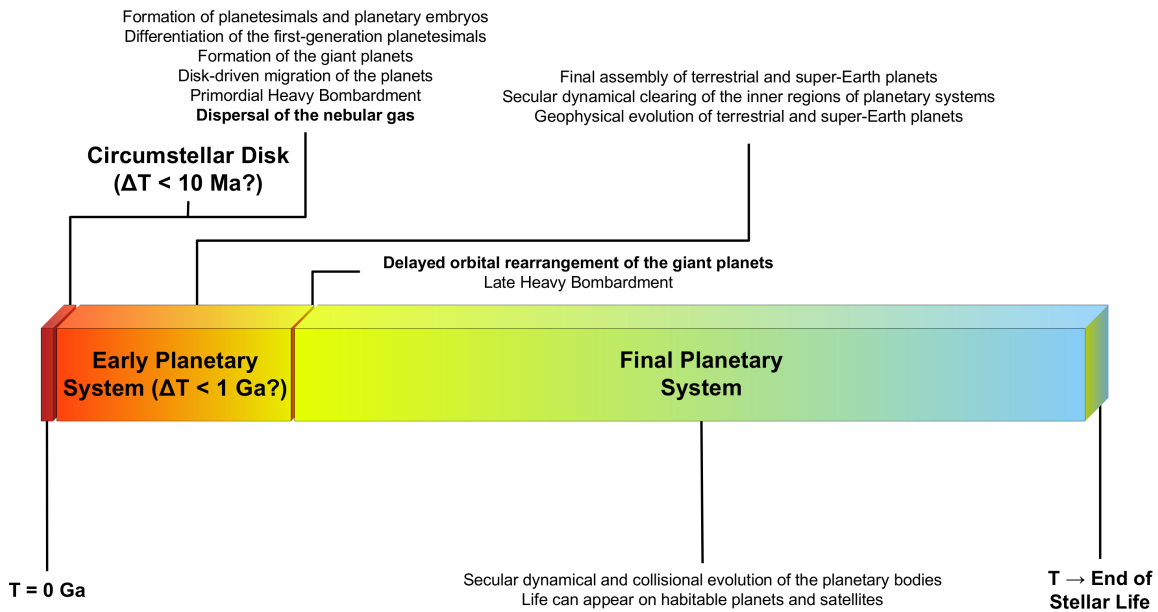 Formation of planetesimals and planetary embryos
Differentiation of the first-generation planetesimals
Formation of the giant planets
Disk-driven migration of the planets
Primordial Heavy Bombardment
Dispersal of the nebular gas
Final assembly of terrestrial and super-Earth planets
Secular dynamical clearing of the inner regions of planetary systems
Geophysical evolution of terrestrial and super-Earth planets
Circumstellar Disk
(ΔT < 10 Ma?)
Delayed orbital rearrangement of the giant planets
Late Heavy Bombardment
Early Planetary
System (ΔT < 1 Ga?)
Final Planetary
System
T = 0 Ga
Secular dynamical and collisional evolution of the planetary bodies
Life can appear on habitable planets and satellites
T → End of
Stellar Life